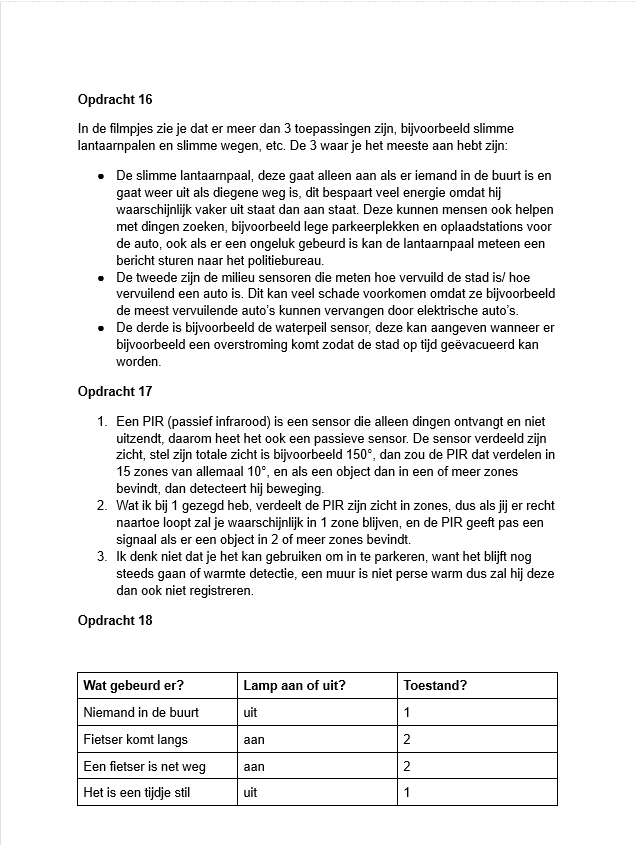 Opdracht 16
In de filmpjes zie je dat er meer dan 3 toepassingen zijn, bijvoorbeeld slimme
lantaarnpalen en slimme wegen, etc. De 3 waar je het meeste aan hebt zijn:
● De slimme lantaarnpaal, deze gaat alleen aan als er iemand in de buurt is en
gaat weer uit als diegene weg is, dit bespaart veel energie omdat hij
waarschijnlijk vaker uit staat dan aan staat. Deze kunnen mensen ook helpen
met dingen zoeken, bijvoorbeeld lege parkeerplekken en oplaadstations voor
de auto, ook als er een ongeluk gebeurd is kan de lantaarnpaal meteen een
bericht sturen naar het politiebureau.
● De tweede zijn de milieu sensoren die meten hoe vervuild de stad is/ hoe
vervuilend een auto is. Dit kan veel schade voorkomen omdat ze bijvoorbeeld
de meest vervuilende auto’s kunnen vervangen door elektrische auto’s.
● De derde is bijvoorbeeld de waterpeil sensor, deze kan aangeven wanneer er
bijvoorbeeld een overstroming komt zodat de stad op tijd geëvacueerd kan
worden.
Opdracht 17
1. Een PIR (passief infrarood) is een sensor die alleen dingen ontvangt en niet
uitzendt, daarom heet het ook een passieve sensor. De sensor verdeeld zijn
zicht, stel zijn totale zicht is bijvoorbeeld 150°, dan zou de PIR dat verdelen in
15 zones van allemaal 10°, en als een object dan in een of meer zones
bevindt, dan detecteert hij beweging.
2. Wat ik bij 1 gezegd heb, verdeelt de PIR zijn zicht in zones, dus als jij er recht
naartoe loopt zal je waarschijnlijk in 1 zone blijven, en de PIR geeft pas een
signaal als er een object in 2 of meer zones bevindt.
3. Ik denk niet dat je het kan gebruiken om in te parkeren, want het blijft nog
steeds gaan of warmte detectie, een muur is niet perse warm dus zal hij deze
dan ook niet registreren.
Opdracht 18
Wat gebeurd er? Lamp aan of uit? Toestand?
Niemand in de buurt uit 1
Fietser komt langs aan 2
Een fietser is net weg aan 2
Het is een tijdje stil uit 1